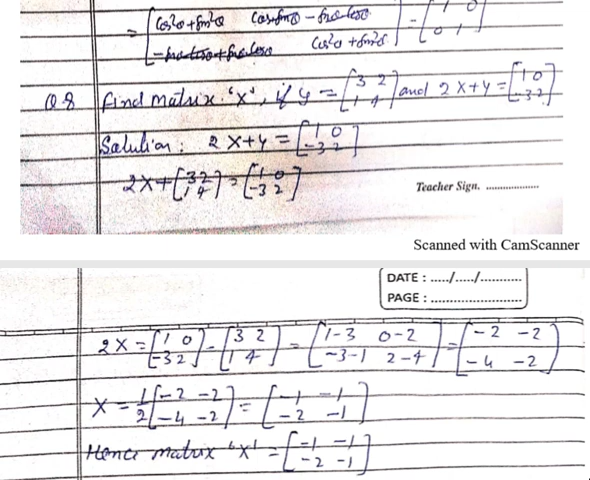 = [cos²θ+sin²θ cosθsinθ-sinθcosθ] = [1 0]
[-sinθcosθ+sinθcosθ cos²θ+sin²θ] [0 1]
Q8 Find matrix 'X', if y = [3 2 / 1 4] and 2X+y = [1 0 / -3 2]
Solution: 2X+y = [1 0 / -3 2]
2X+[3 2 / 1 4] = [1 0 / -3 2]
Teacher Sign. ..................
Scanned with CamScanner
DATE : ...../...../...........
PAGE : ........................
2X = [1 0 / -3 2] - [3 2 / 1 4] = [1-3 0-2 / -3-1 2-4] = [-2 -2 / -4 -2]
X = 1/2 [-2 -2 / -4 -2] = [-1 -1 / -2 -1]
Hence matrix 'X' = [-1 -1 / -2 -1]